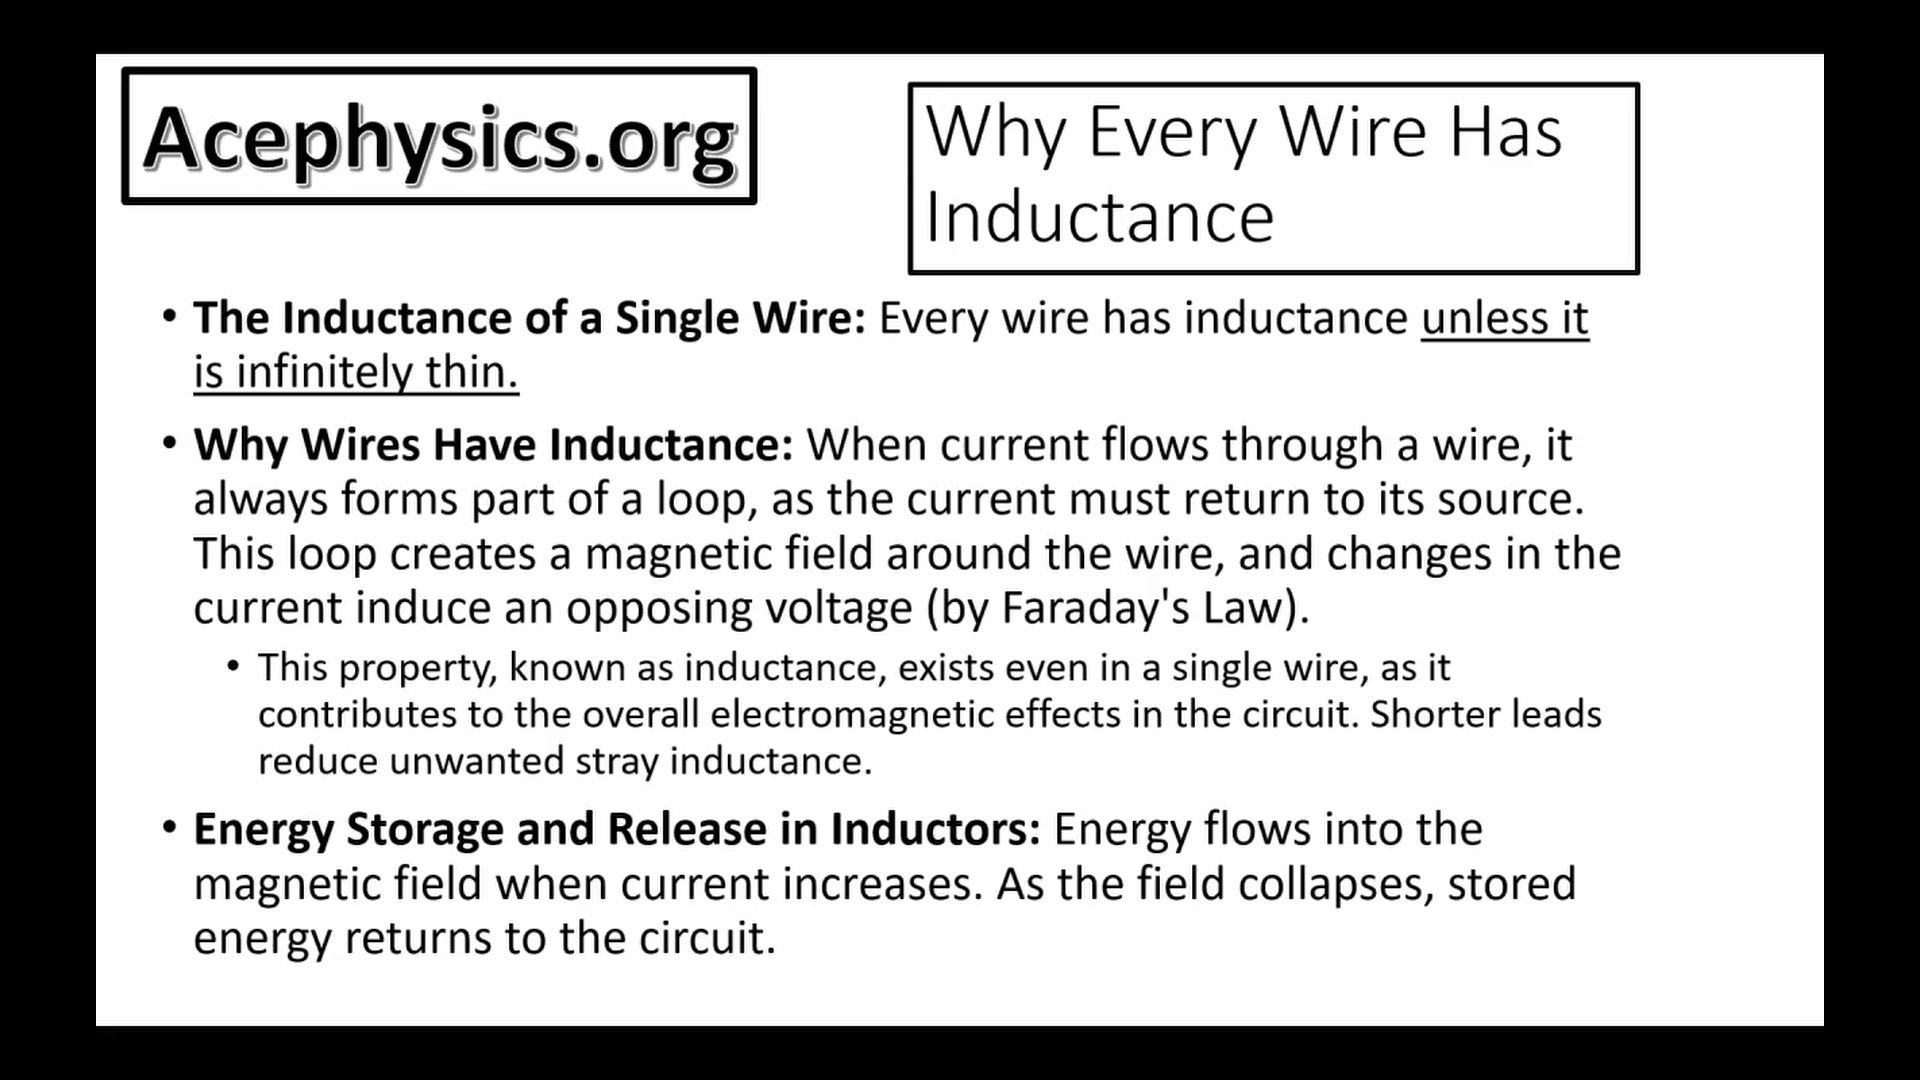 Acephysics.org
Why Every Wire Has
Inductance
• The Inductance of a Single Wire: Every wire has inductance unless it
is infinitely thin.
• Why Wires Have Inductance: When current flows through a wire, it
always forms part of a loop, as the current must return to its source.
This loop creates a magnetic field around the wire, and changes in the
current induce an opposing voltage (by Faraday's Law).
• This property, known as inductance, exists even in a single wire, as it
contributes to the overall electromagnetic effects in the circuit. Shorter leads
reduce unwanted stray inductance.
• Energy Storage and Release in Inductors: Energy flows into the
magnetic field when current increases. As the field collapses, stored
energy returns to the circuit.